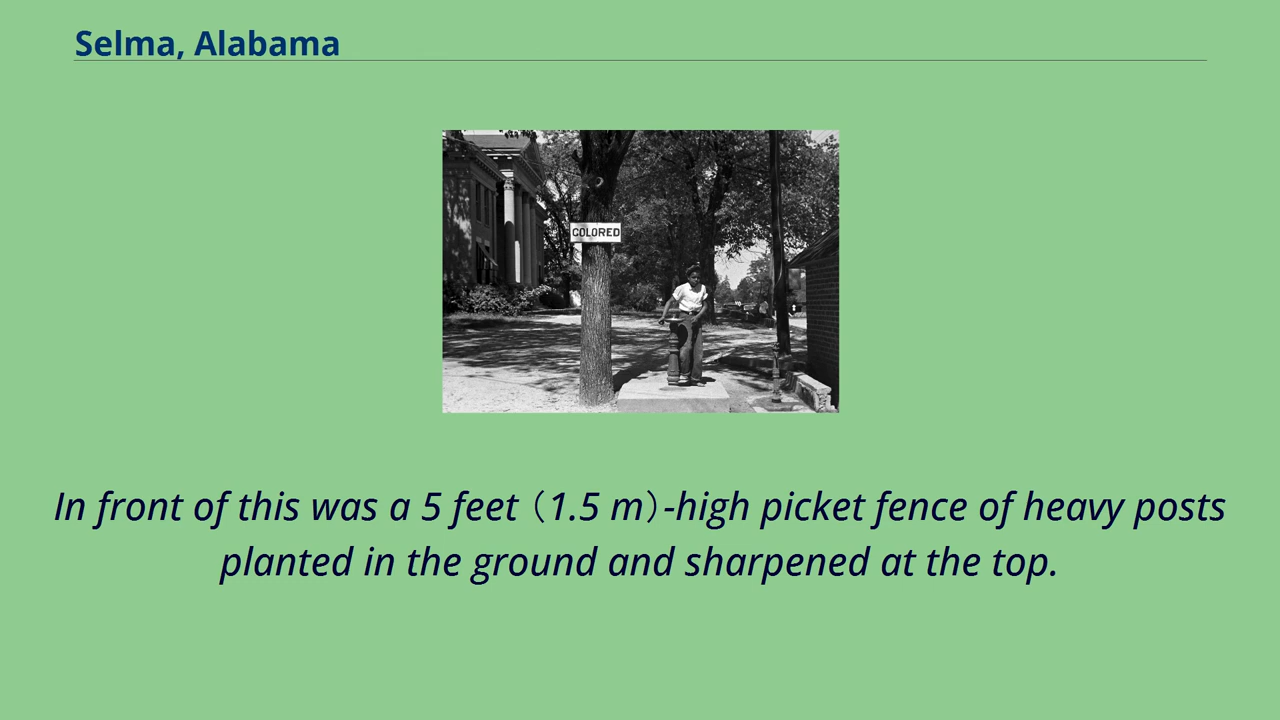 Selma, Alabama
COLORED
In front of this was a 5 feet (1.5 m)-high picket fence of heavy posts
planted in the ground and sharpened at the top.